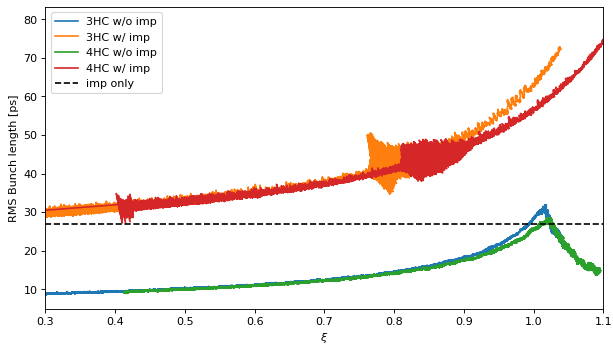 80
70
60
50
40
30
20
10
RMS Bunch length [ps]
3HC w/o imp
3HC w/ imp
4HC w/o imp
4HC w/ imp
imp only
0.3 0.4 0.5 0.6 0.7 0.8 0.9 1.0 1.1
ξ